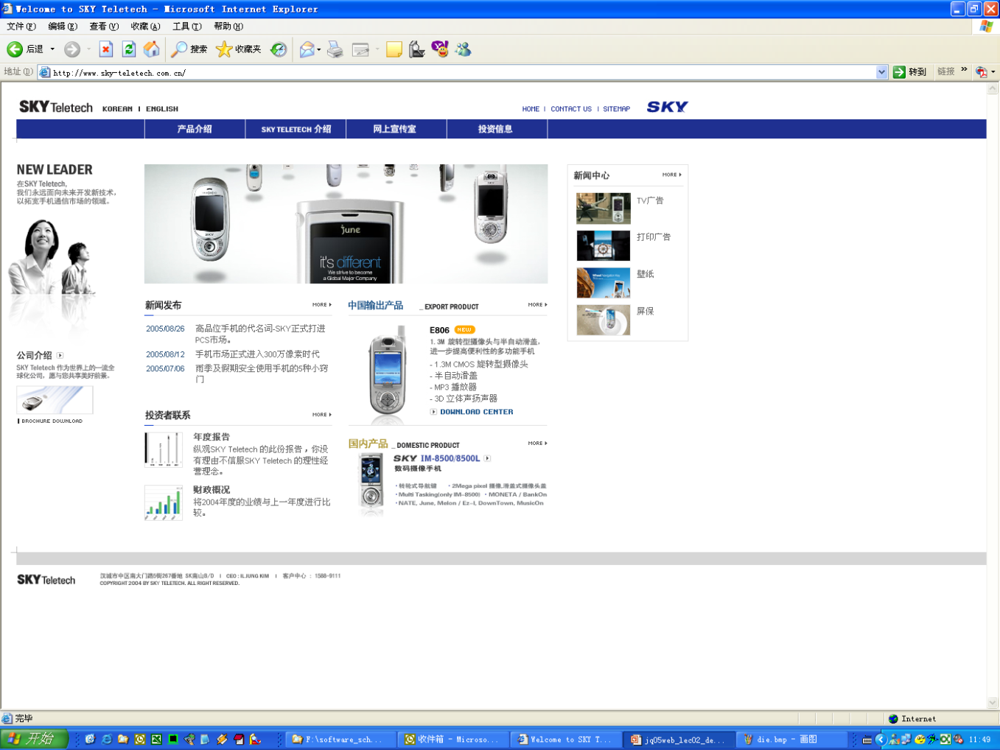 Welcome to SKY Teletech - Microsoft Internet Explorer
文件(F) 编辑(E) 查看(V) 收藏(A) 工具(T) 帮助(H)
后退 搜索 收藏夹
地址(D) http://www.sky-teletech.com.cn/ 转到 链接 »
SKY Teletech KOREAN | ENGLISH
HOME | CONTACT US | SITEMAP SKY
产品介绍 SKY TELETECH 介绍 网上宣传室 投资信息
NEW LEADER
在SKY Teletech,
我们永远面向未来开发新技术，
以拓宽手机通信市场的领域。
公司介绍
SKY Teletech 作为世界上的一流全
球化公司，愿与您共享美好前景。
BROCHURE DOWNLOAD
june
it's different
We strive to become
a Global Major Company
新闻发布 MORE
2005/08/26 高品位手机的代名词-SKY正式打进
PCS市场。
2005/08/12 手机市场正式进入300万像素时代
2005/07/06 雨季及假期安全使用手机的5种小窍
门
投资者联系 MORE
年度报告
纵观SKY Teletech 的此份报告，你没
有理由不信服SKY Teletech 的理性经
营理念。
财政概况
将2004年度的业绩与上一年度进行比
较。
中国输出产品 _ EXPORT PRODUCT MORE
E806 NEW
1.3M 旋转型摄像头与半自动滑盖，
进一步提高便利性的多功能手机
- 1.3M CMOS 旋转型摄像头
- 半自动滑盖
- MP3 播放器
- 3D 立体声扬声器
DOWNLOAD CENTER
国内产品 _ DOMESTIC PRODUCT MORE
SKY IM-8500/8500L
数码摄像手机
·转轮式导航键 ·2Mega pixel 摄像,滑盖式摄像头盖
·Multi Tasking(only IM-8500) ·MONETA / BankOn
·NATE, June, Melon / Ez-I, DownTown, MusicOn
新闻中心 MORE
TV广告
打印广告
壁纸
屏保
SKY Teletech
汉城市中区南大门路5街267番地 SK南山B/D | CEO : IL JUNG KIM | 客户中心 : 1588-9111
COPYRIGHT 2004 BY SKY TELETECH. ALL RIGHT RESERVED.
完毕 Internet
开始 F:\software_sch... 收件箱 - Microso... Welcome to SKY T... jq05web_lec02_de... die.bmp - 画图 11:49